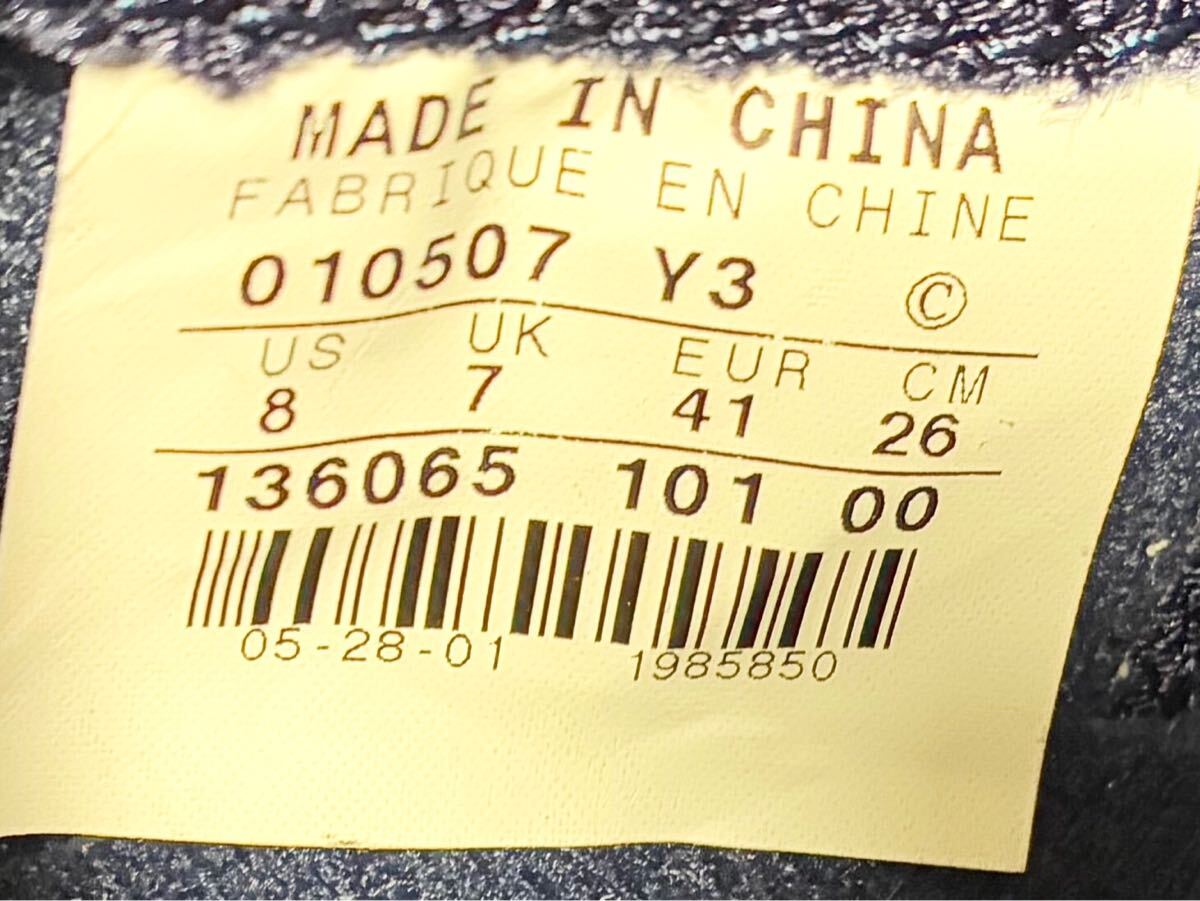 MADE IN CHINA
FABRIQUE EN CHINE
010507 Y3 ©
US UK EUR CM
8 7 41 26
136065 101 00
05-28-01 1985850